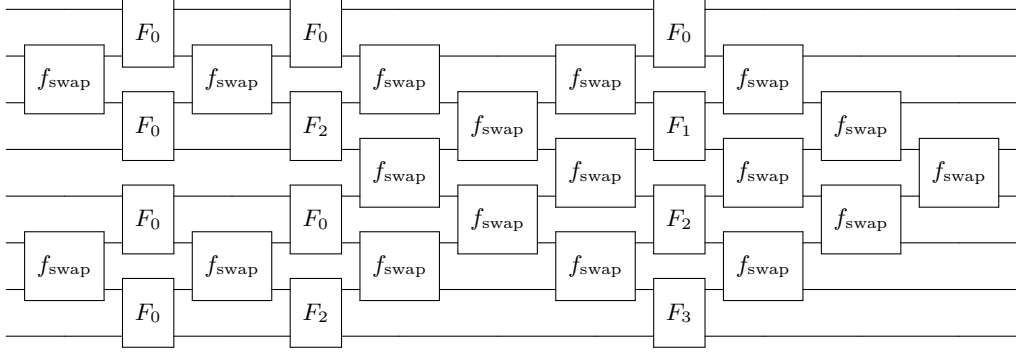 F₀ F₀ F₀
f_swap f_swap f_swap f_swap f_swap
F₀ F₂ f_swap F₁ f_swap
f_swap f_swap f_swap f_swap
F₀ F₀ f_swap F₂ f_swap
f_swap f_swap f_swap f_swap f_swap
F₀ F₂ F₃